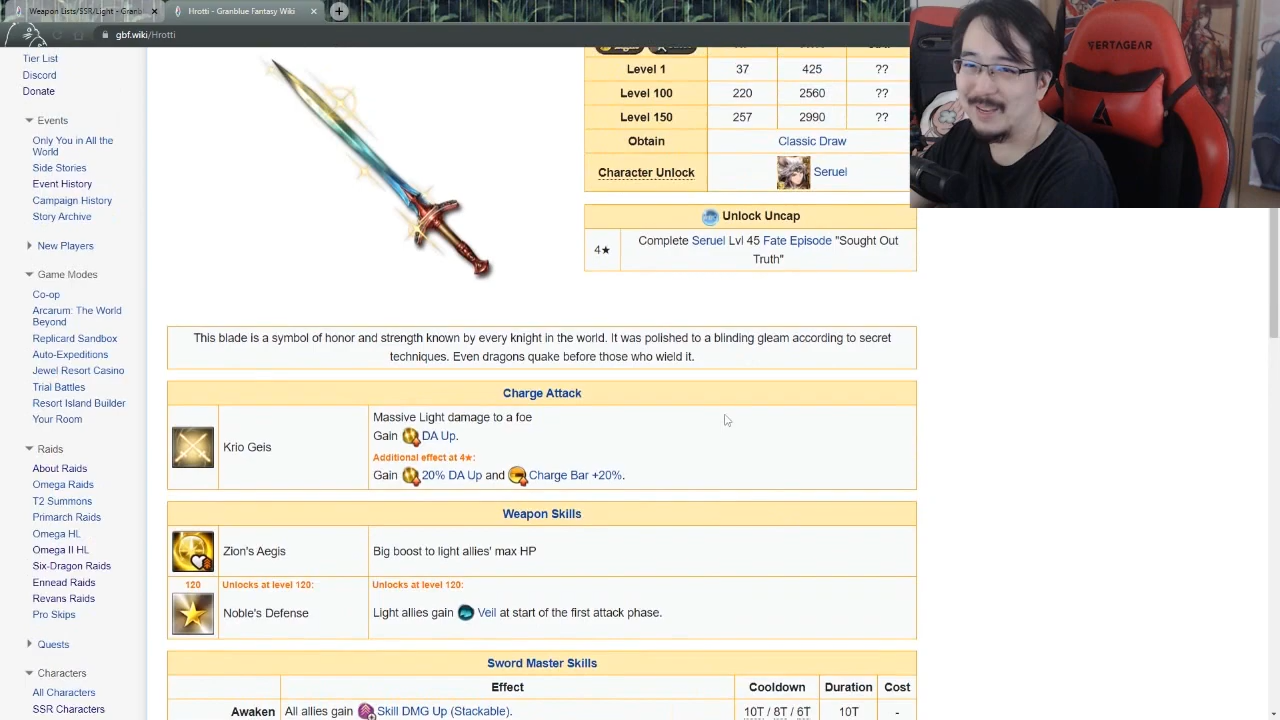 Weapon Lists/SSR/Light - Granbl
Hrotti - Granblue Fantasy Wiki
gbf.wiki/Hrotti
VERTAGEAR
Tier List
Discord
Donate
Events
Only You in All the
World
Side Stories
Event History
Campaign History
Story Archive
New Players
Game Modes
Co-op
Arcarum: The World
Beyond
Replicard Sandbox
Auto-Expeditions
Jewel Resort Casino
Trial Battles
Resort Island Builder
Your Room
Raids
About Raids
Omega Raids
T2 Summons
Primarch Raids
Omega HL
Omega II HL
Six-Dragon Raids
Ennead Raids
Revans Raids
Pro Skips
Quests
Characters
All Characters
SSR Characters
Level 1 37 425 ??
Level 100 220 2560 ??
Level 150 257 2990 ??
Obtain Classic Draw
Character Unlock Seruel
Unlock Uncap
4★ Complete Seruel Lvl 45 Fate Episode "Sought Out
Truth"
This blade is a symbol of honor and strength known by every knight in the world. It was polished to a blinding gleam according to secret
techniques. Even dragons quake before those who wield it.
Charge Attack
Krio Geis
Massive Light damage to a foe
Gain DA Up.
Additional effect at 4★:
Gain 20% DA Up and Charge Bar +20%.
Weapon Skills
Zion's Aegis Big boost to light allies' max HP
120 Unlocks at level 120: Unlocks at level 120:
Noble's Defense Light allies gain Veil at start of the first attack phase.
Sword Master Skills
Effect Cooldown Duration Cost
Awaken All allies gain Skill DMG Up (Stackable). 10T / 8T / 6T 10T -